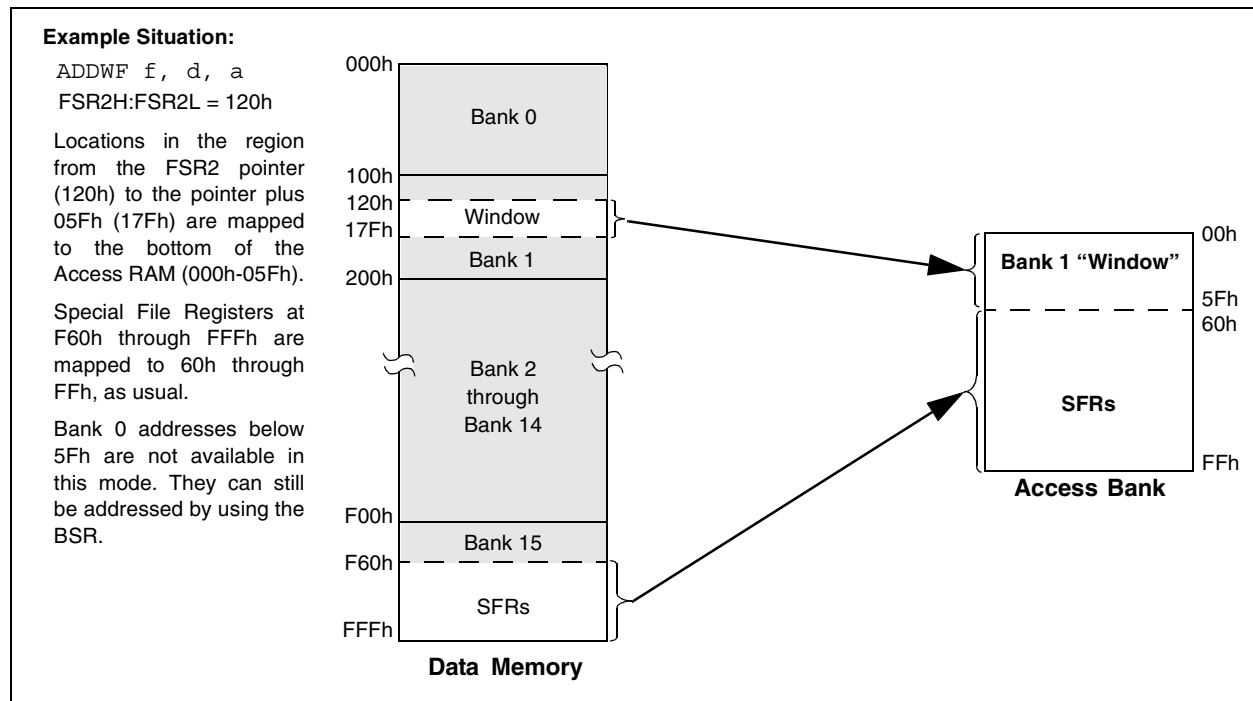 Example Situation:
ADDWF f, d, a
FSR2H:FSR2L = 120h
Locations in the region
from the FSR2 pointer
(120h) to the pointer plus
05Fh (17Fh) are mapped
to the bottom of the
Access RAM (000h-05Fh).
Special File Registers at
F60h through FFFh are
mapped to 60h through
FFh, as usual.
Bank 0 addresses below
5Fh are not available in
this mode. They can still
be addressed by using the
BSR.
000h
Bank 0
100h
120h
Window
17Fh
Bank 1
200h
Bank 2
through
Bank 14
F00h
Bank 15
F60h
SFRs
FFFh
Data Memory
00h
Bank 1 “Window”
5Fh
60h
SFRs
FFh
Access Bank